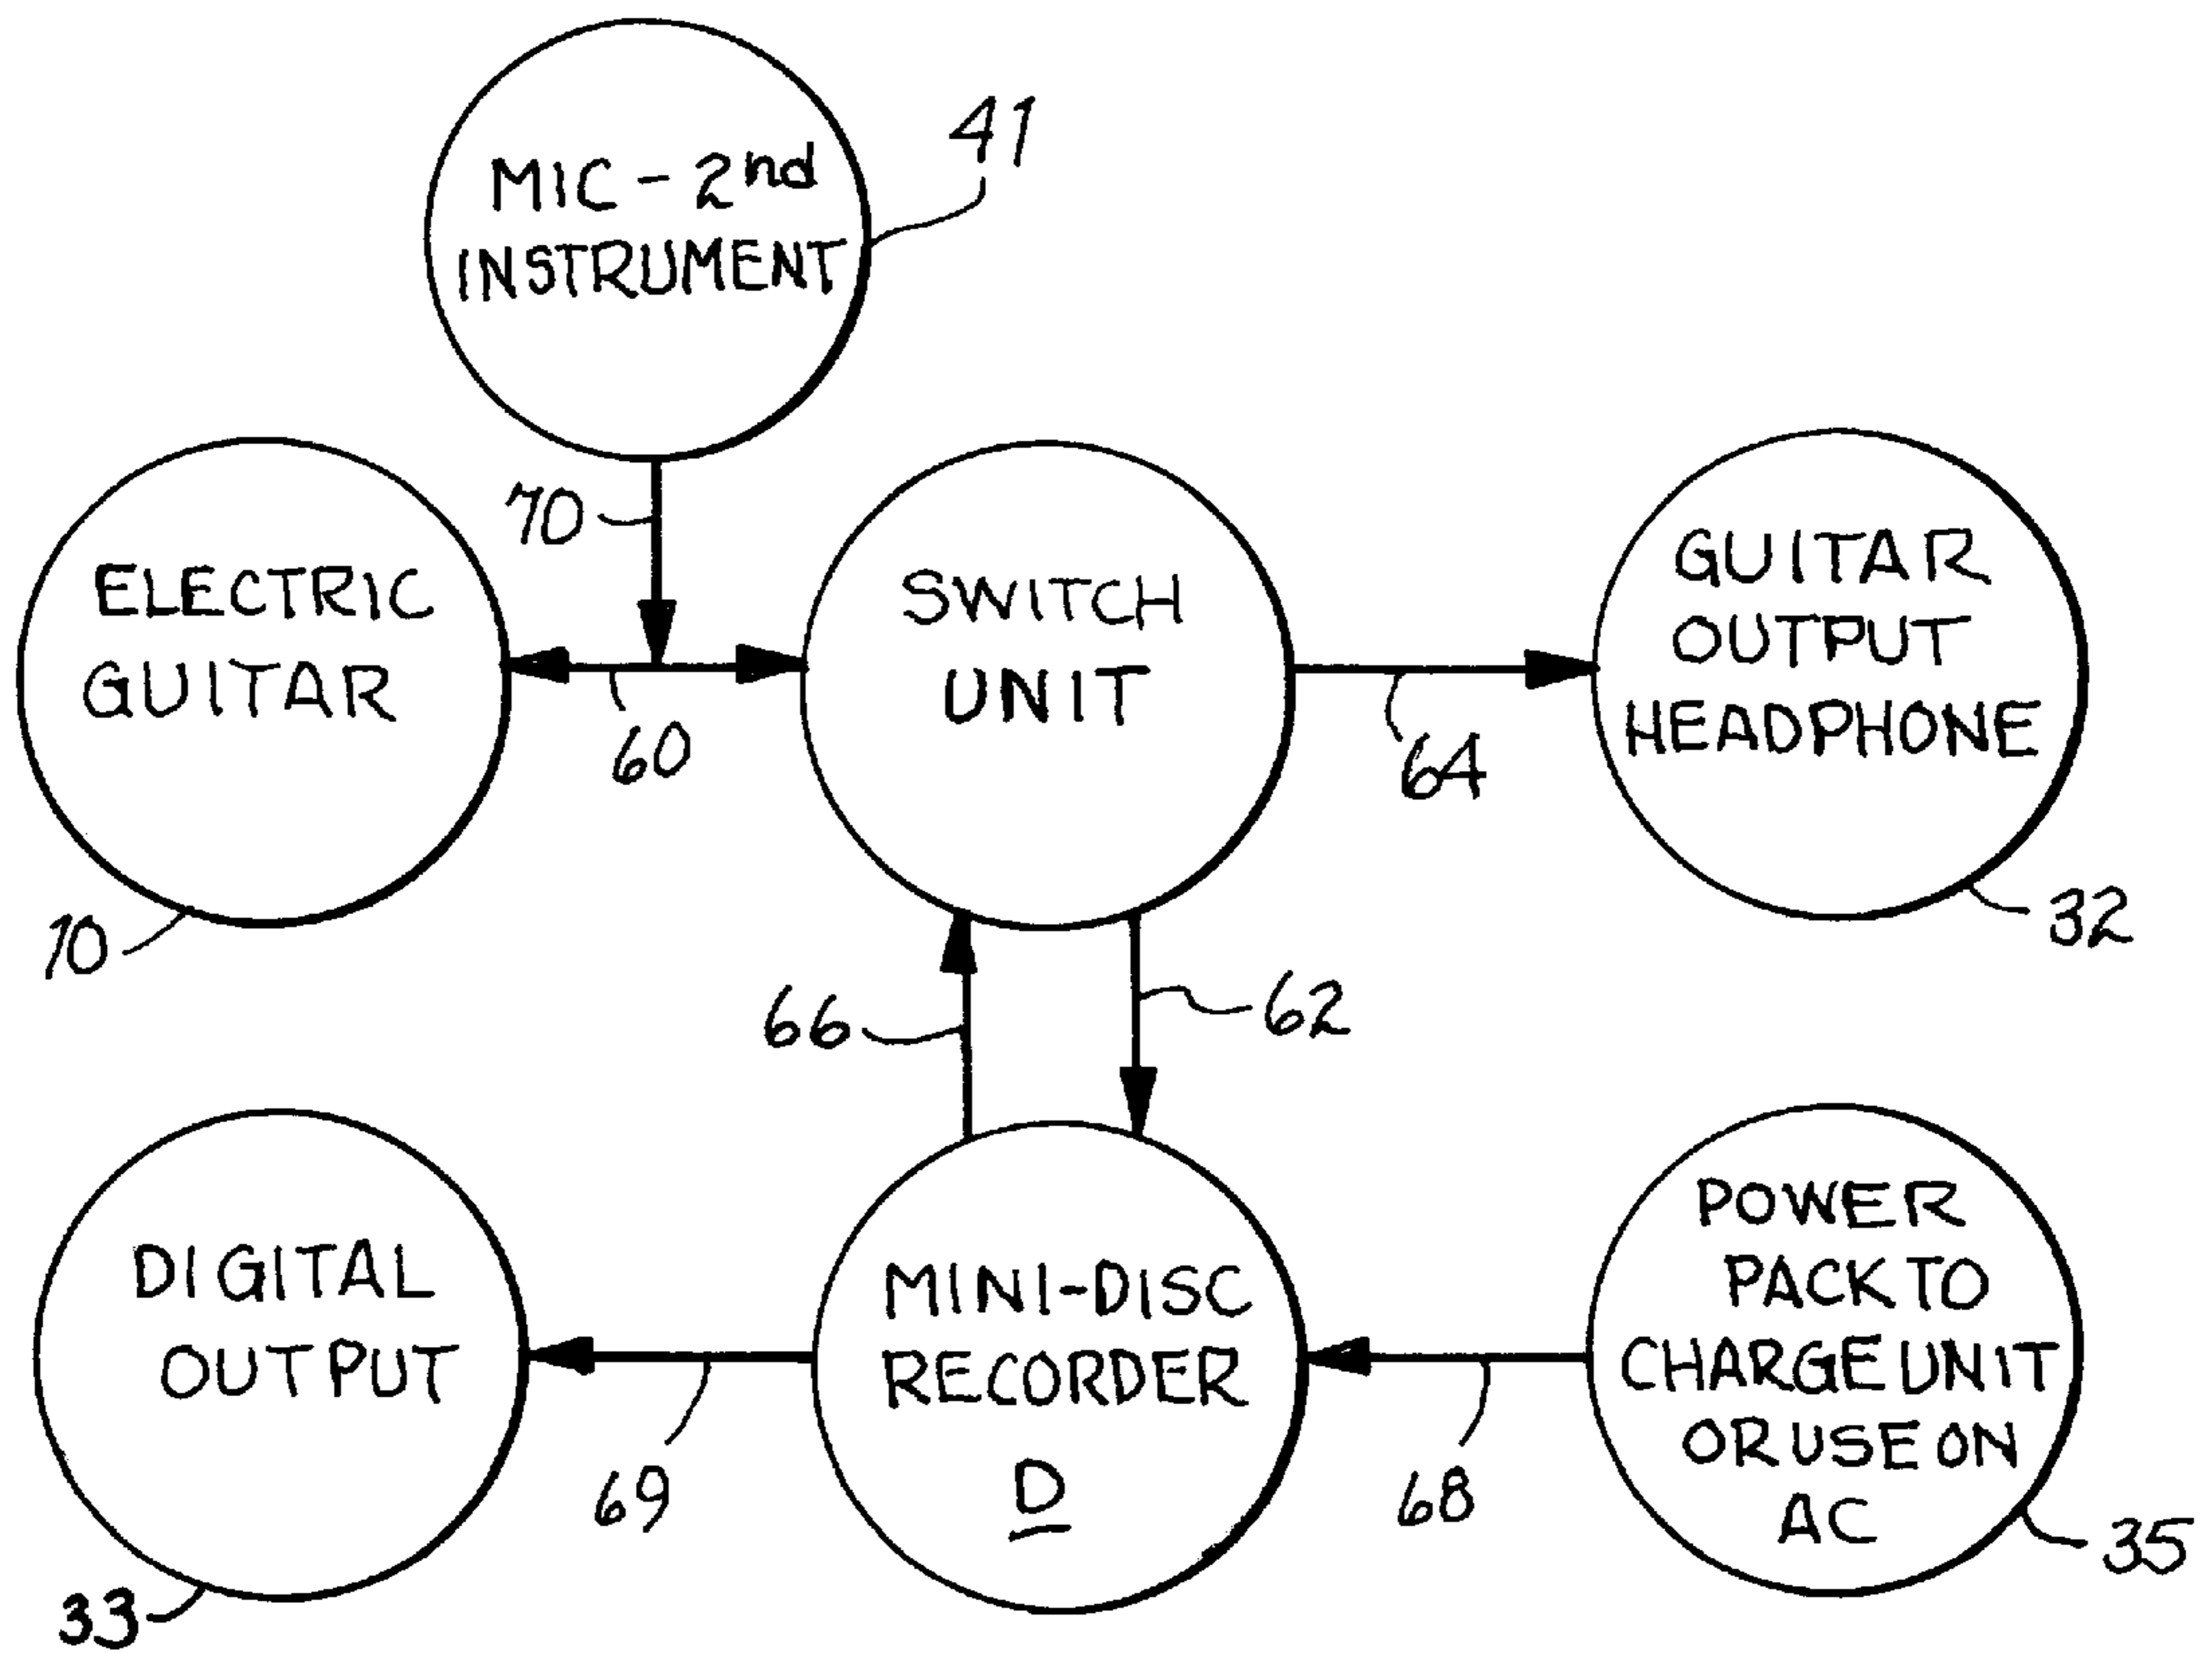 MIC - 2nd
INSTRUMENT
41
70
ELECTRIC
GUITAR
10
60
SWITCH
UNIT
64
GUITAR
OUTPUT
HEADPHONE
32
66
62
DIGITAL
OUTPUT
33
69
MINI-DISC
RECORDER
D
68
POWER
PACK TO
CHARGE UNIT
OR USE ON
AC
35